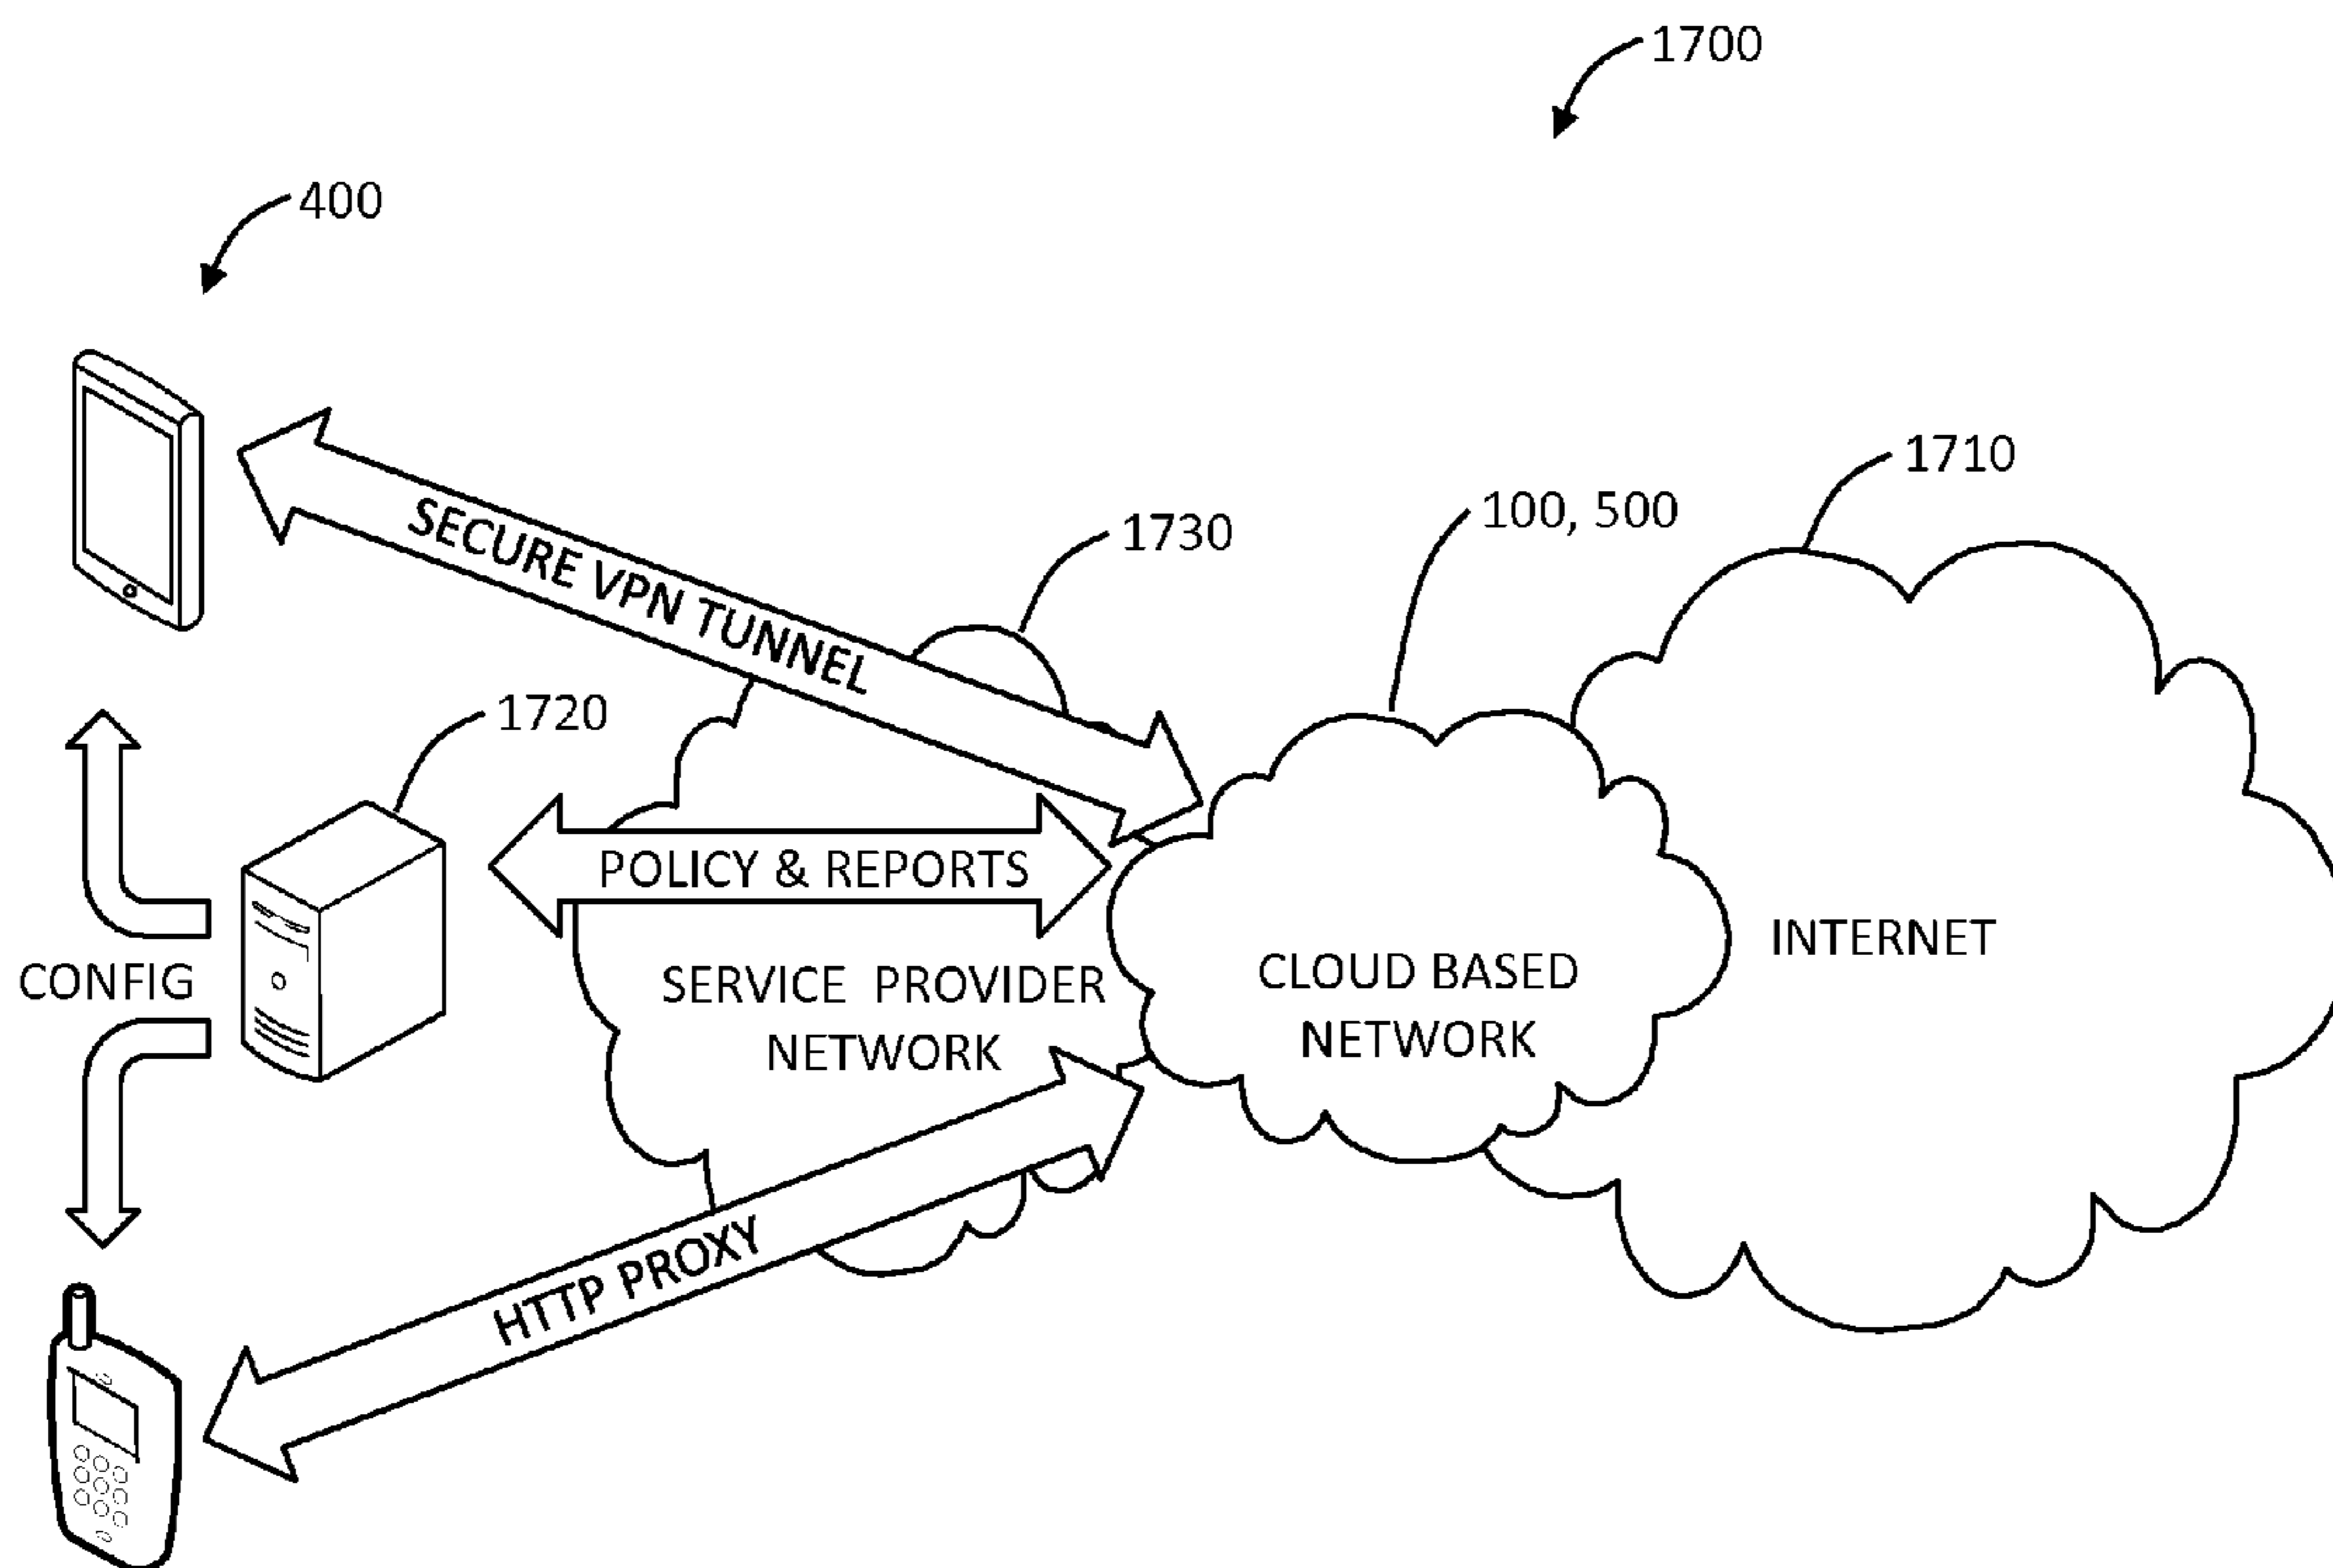 1700
400
1710
100, 500
1730
SECURE VPN TUNNEL
1720
POLICY & REPORTS
INTERNET
CONFIG
SERVICE PROVIDER
NETWORK
CLOUD BASED
NETWORK
HTTP PROXY